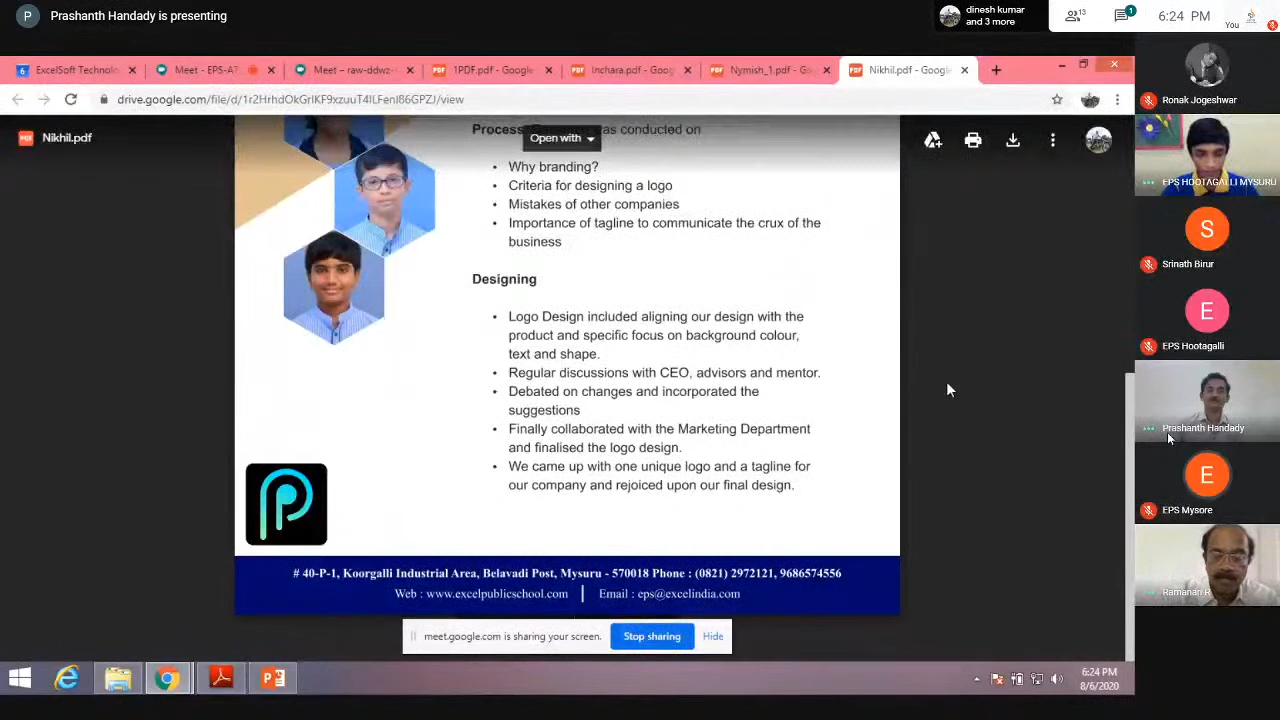 Prashanth Handady is presenting
dinesh kumar
and 3 more
13
1
6:24 PM
You
ExcelSoft Technolo
Meet - EPS-AT
Meet – raw-ddwz-
1PDF.pdf - Google
Inchara.pdf - Goog
Nymish_1.pdf - Go
Nikhil.pdf - Google
drive.google.com/file/d/1r2HrhdOkGrIKF9xzuuT4lLFenI86GPZJ/view
Nikhil.pdf
Open with
Process
was conducted on
• Why branding?
• Criteria for designing a logo
• Mistakes of other companies
• Importance of tagline to communicate the crux of the
business
Designing
• Logo Design included aligning our design with the
product and specific focus on background colour,
text and shape.
• Regular discussions with CEO, advisors and mentor.
• Debated on changes and incorporated the
suggestions
• Finally collaborated with the Marketing Department
and finalised the logo design.
• We came up with one unique logo and a tagline for
our company and rejoiced upon our final design.
# 40-P-1, Koorgalli Industrial Area, Belavadi Post, Mysuru - 570018 Phone : (0821) 2972121, 9686574556
Web : www.excelpublicschool.com | Email : eps@excelindia.com
meet.google.com is sharing your screen.
Stop sharing
Hide
6:24 PM
8/6/2020
Ronak Jogeshwar
EPS HOOTAGALLI MYSURU
S
Srinath Birur
E
EPS Hootagalli
Prashanth Handady
E
EPS Mysore
Ramanan R
P